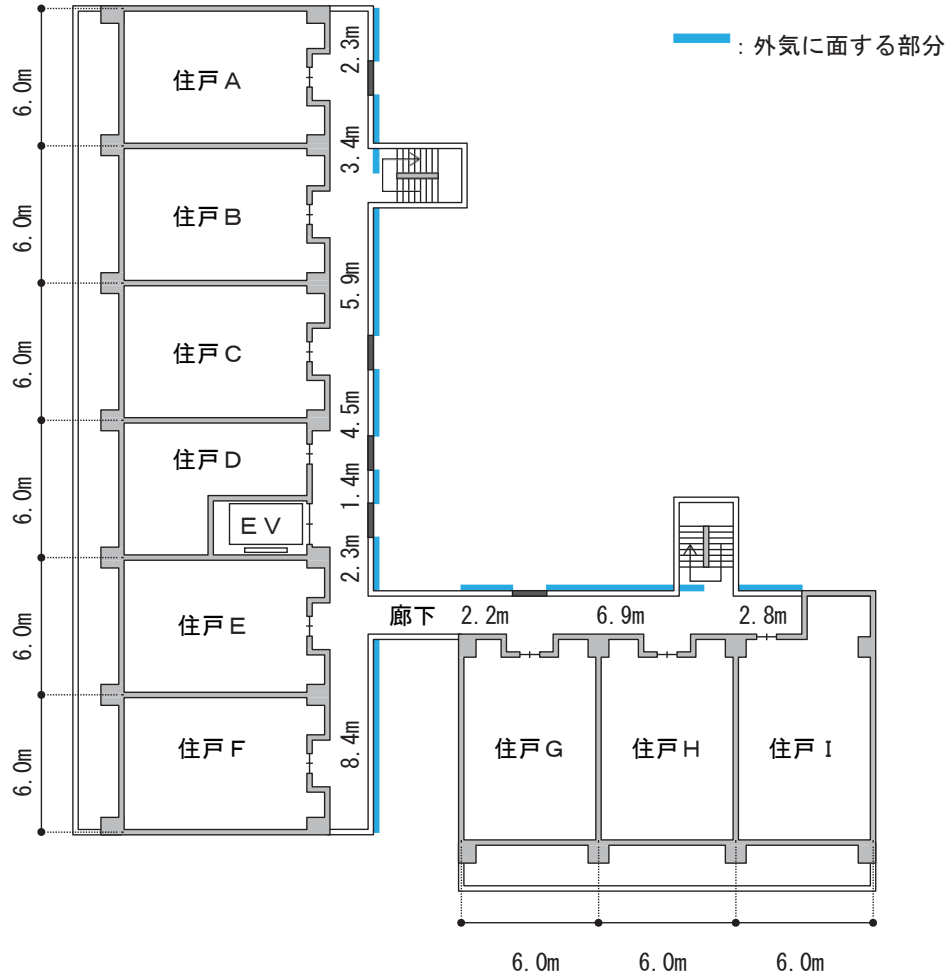 ：外気に面する部分
住戸A
住戸B
住戸C
住戸D
EV
住戸E
住戸F
6.0m
6.0m
6.0m
6.0m
6.0m
6.0m
2.3m
3.4m
5.9m
4.5m
1.4m
2.3m
8.4m
廊下
2.2m
6.9m
2.8m
住戸G
住戸H
住戸I
6.0m
6.0m
6.0m